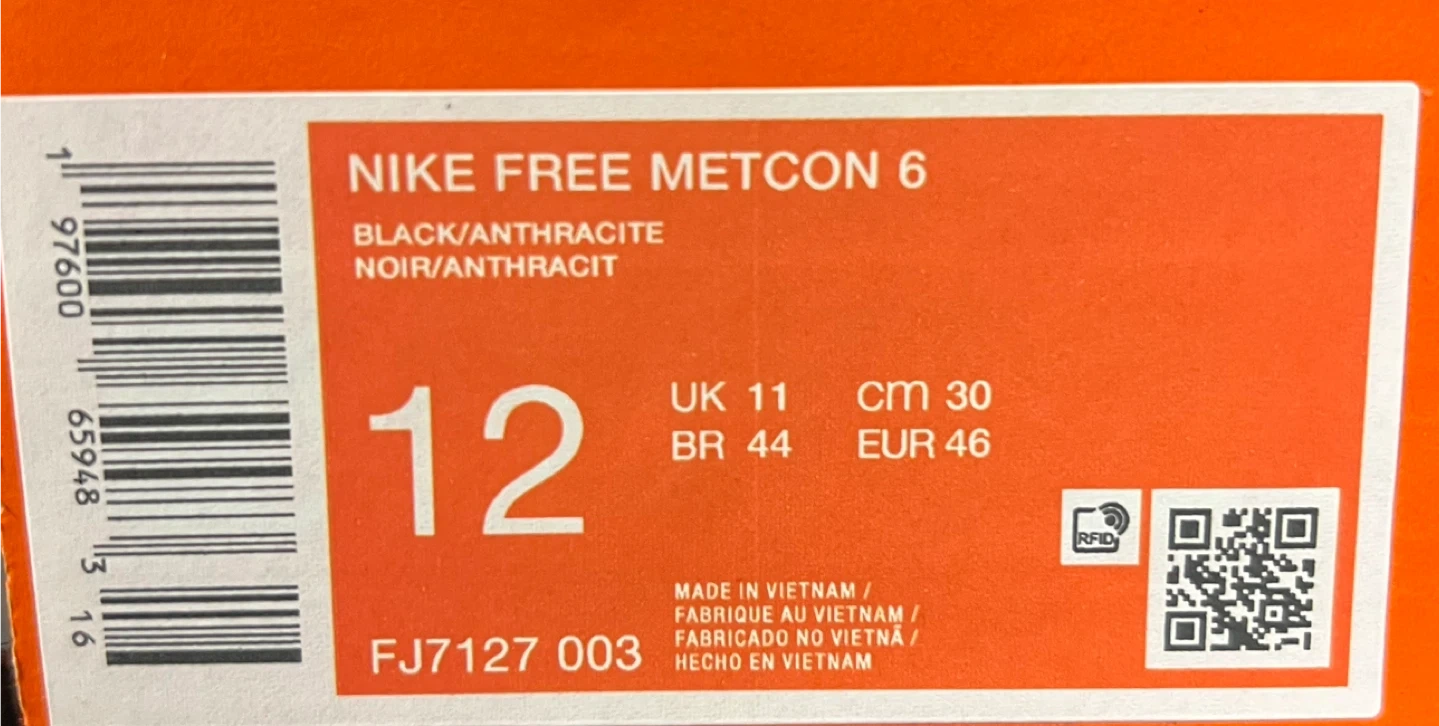 NIKE FREE METCON 6
BLACK/ANTHRACITE
NOIR/ANTHRACIT
12
UK 11 cm 30
BR 44 EUR 46
FJ7127 003
MADE IN VIETNAM /
FABRIQUE AU VIETNAM /
FABRICADO NO VIETNÃ /
HECHO EN VIETNAM
RFID
1 97600 65948 3 16